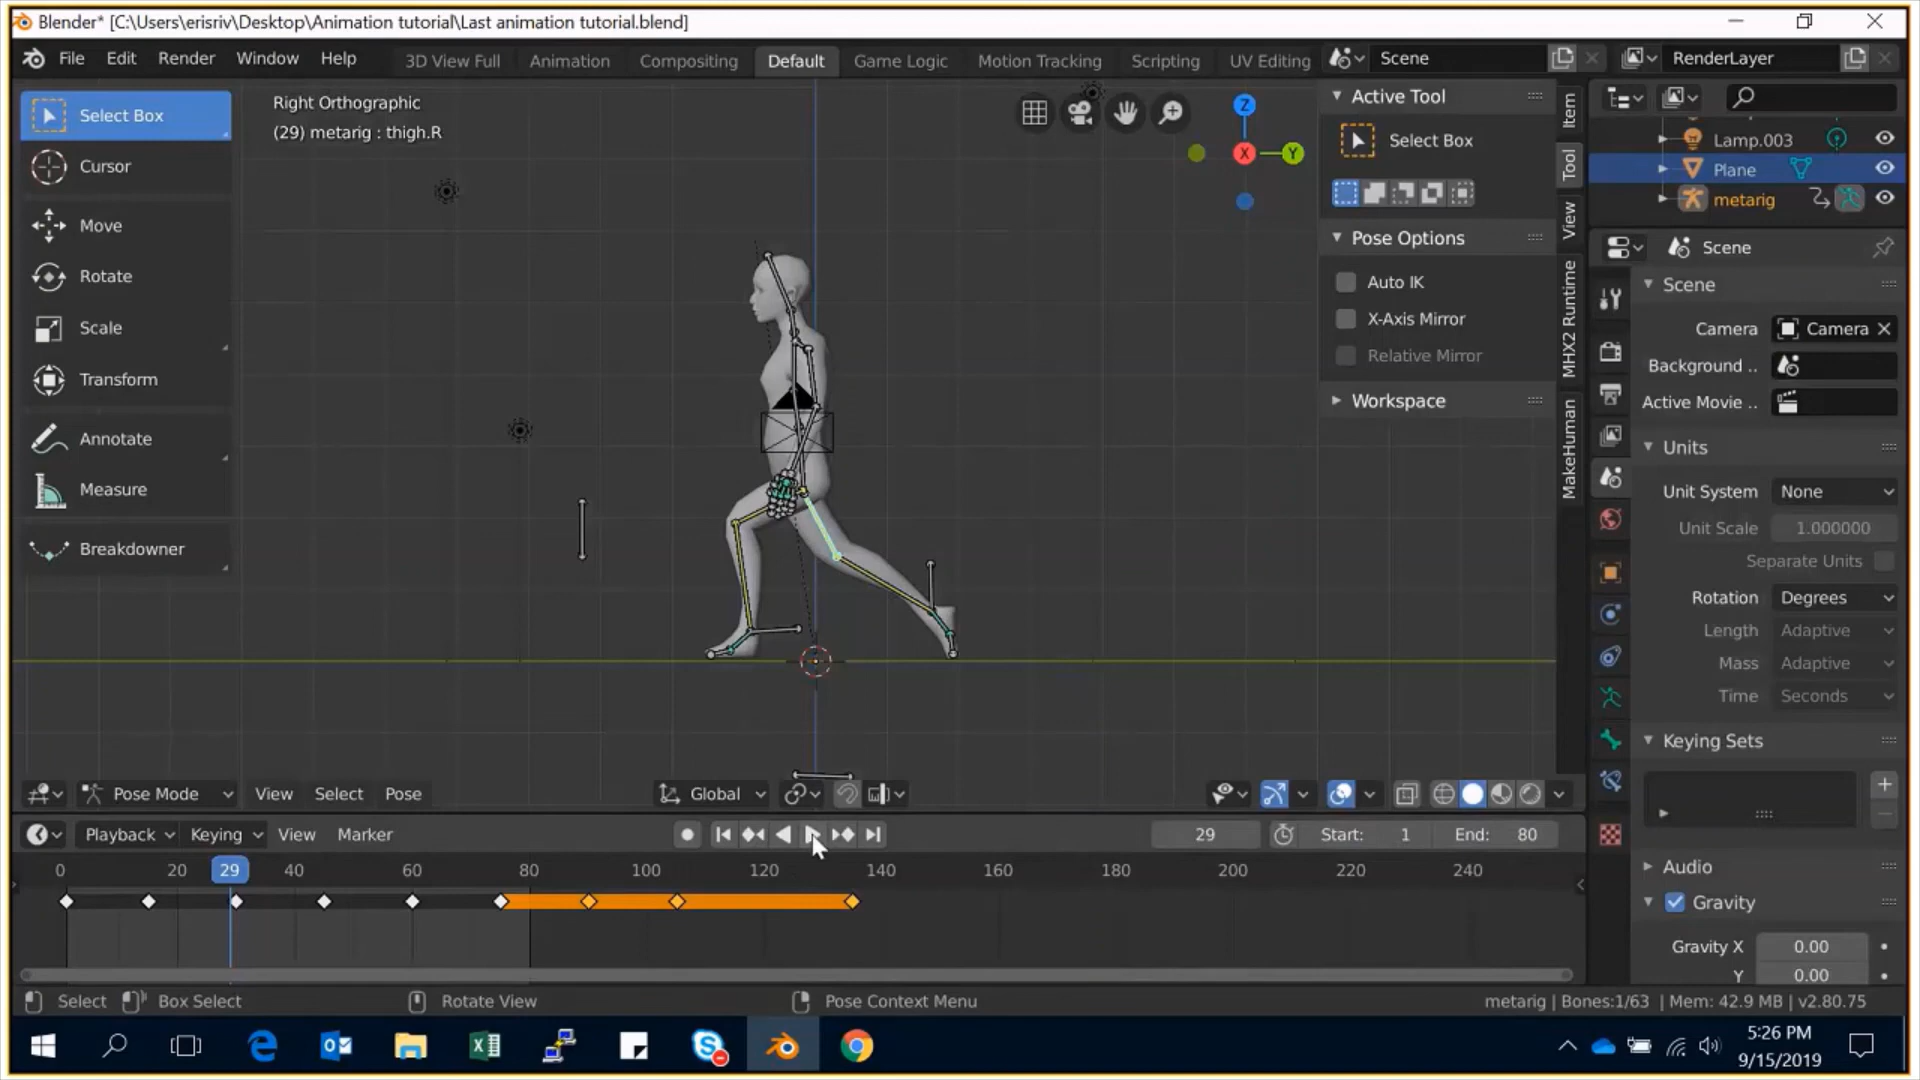 Blender* [C:\Users\erisriv\Desktop\Animation tutorial\Last animation tutorial.blend]
File Edit Render Window Help 3D View Full Animation Compositing Default Game Logic Motion Tracking Scripting UV Editing Scene RenderLayer
Select Box
Cursor
Move
Rotate
Scale
Transform
Annotate
Measure
Breakdowner
Right Orthographic
(29) metarig : thigh.R
Z
X
Y
Active Tool
Select Box
Pose Options
Auto IK
X-Axis Mirror
Relative Mirror
Workspace
Item
Tool
View
MHX2 Runtime
MakeHuman
Lamp.003
Plane
metarig
Scene
Scene
Camera Camera
Background ..
Active Movie ..
Units
Unit System None
Unit Scale 1.000000
Separate Units
Rotation Degrees
Length Adaptive
Mass Adaptive
Time Seconds
Keying Sets
Audio
Gravity
Gravity X 0.00
Y 0.00
Pose Mode View Select Pose Global
Playback Keying View Marker 29 Start: 1 End: 80
0 20 29 40 60 80 100 120 140 160 180 200 220 240
Select Box Select Rotate View Pose Context Menu metarig | Bones:1/63 | Mem: 42.9 MB | v2.80.75
5:26 PM
9/15/2019